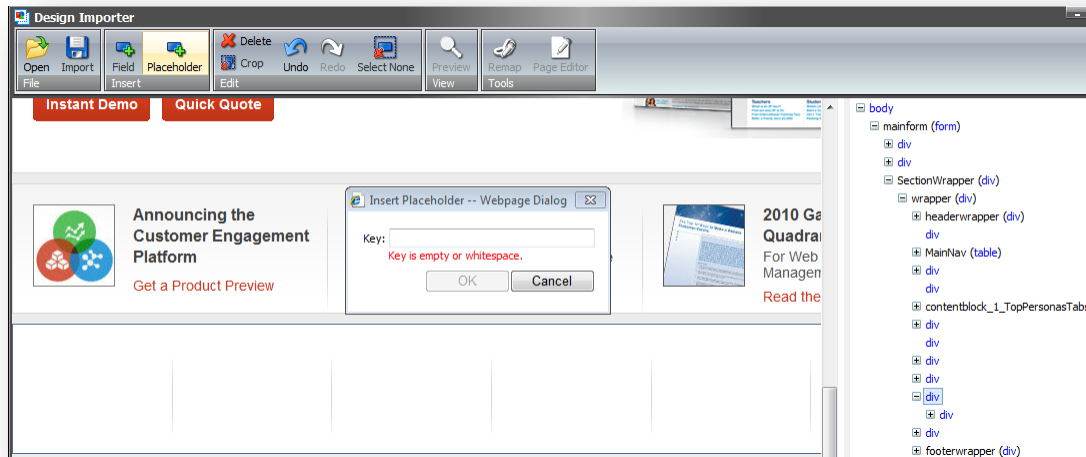 Design Importer
Open Import Field Placeholder Delete Crop Undo Redo Select None Preview Remap Page Editor
File Insert Edit View Tools
Instant Demo Quick Quote
Announcing the
Customer Engagement
Platform
Get a Product Preview
Insert Placeholder -- Webpage Dialog
Key:
Key is empty or whitespace.
OK Cancel
2010 Ga
Quadran
For Web
Managem
Read the
body
mainform (form)
div
div
SectionWrapper (div)
wrapper (div)
headerwrapper (div)
div
MainNav (table)
div
div
contentblock_1_TopPersonasTabs
div
div
div
div
div
div
div
footerwrapper (div)